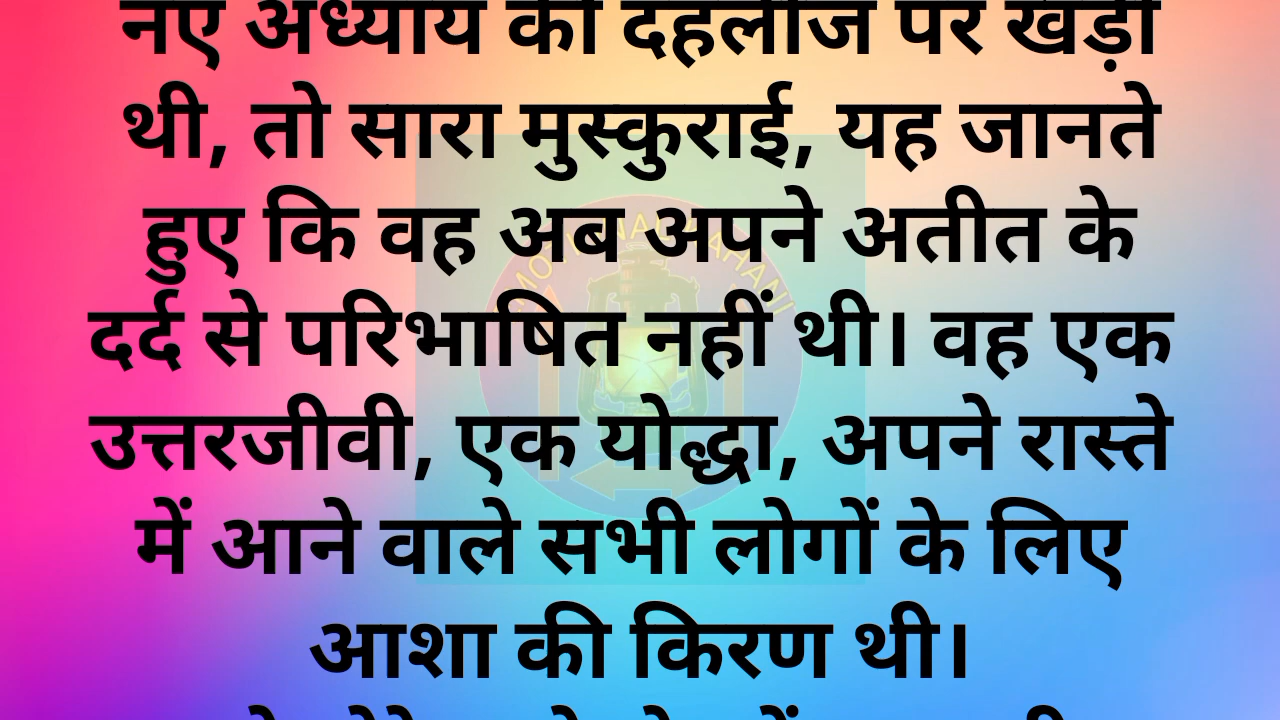 नए अध्याय की दहलीज पर खड़ी
थी, तो सारा मुस्कुराई, यह जानते
हुए कि वह अब अपने अतीत के
दर्द से परिभाषित नहीं थी। वह एक
उत्तरजीवी, एक योद्धा, अपने रास्ते
में आने वाले सभी लोगों के लिए
आशा की किरण थी।